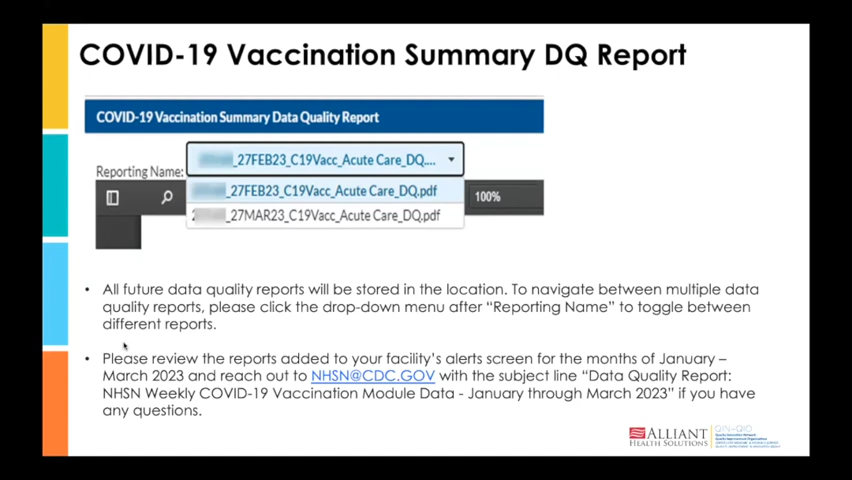 COVID-19 Vaccination Summary DQ Report
COVID-19 Vaccination Summary Data Quality Report
Reporting Name:
_27FEB23_C19Vacc_Acute Care_DQ....
_27FEB23_C19Vacc_Acute Care_DQ.pdf
_27MAR23_C19Vacc_Acute Care_DQ.pdf
100%
• All future data quality reports will be stored in the location. To navigate between multiple data
quality reports, please click the drop-down menu after “Reporting Name” to toggle between
different reports.
• Please review the reports added to your facility’s alerts screen for the months of January –
March 2023 and reach out to NHSN@CDC.GOV with the subject line “Data Quality Report:
NHSN Weekly COVID-19 Vaccination Module Data - January through March 2023” if you have
any questions.
ALLIANT
HEALTH SOLUTIONS
QIN-QIO